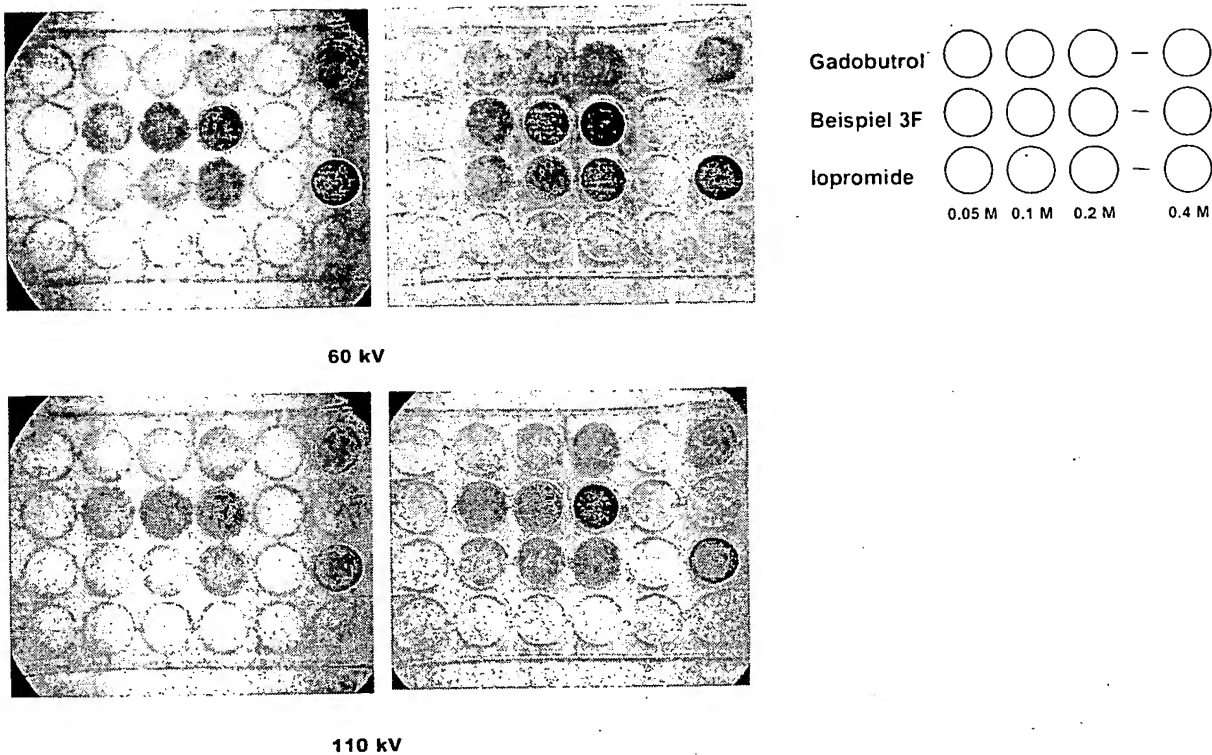 Gadobutrol
Beispiel 3F
Iopromide
0.05 M 0.1 M 0.2 M 0.4 M
60 kV
110 kV